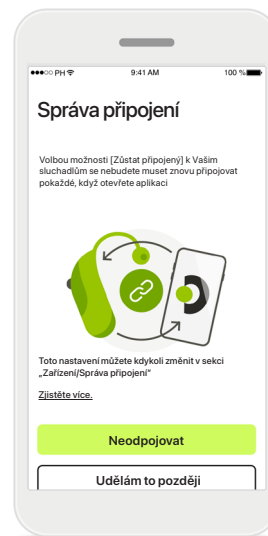 PH 9:41 AM 100 %
Správa připojení
Volbou možnosti [Zůstat připojený] k Vašim
sluchadlům se nebudete muset znovu připojovat
pokaždé, když otevřete aplikaci
Toto nastavení můžete kdykoli změnit v sekci
„Zařízení/Správa připojení"
Zjistěte více.
Neodpojovat
Udělám to později